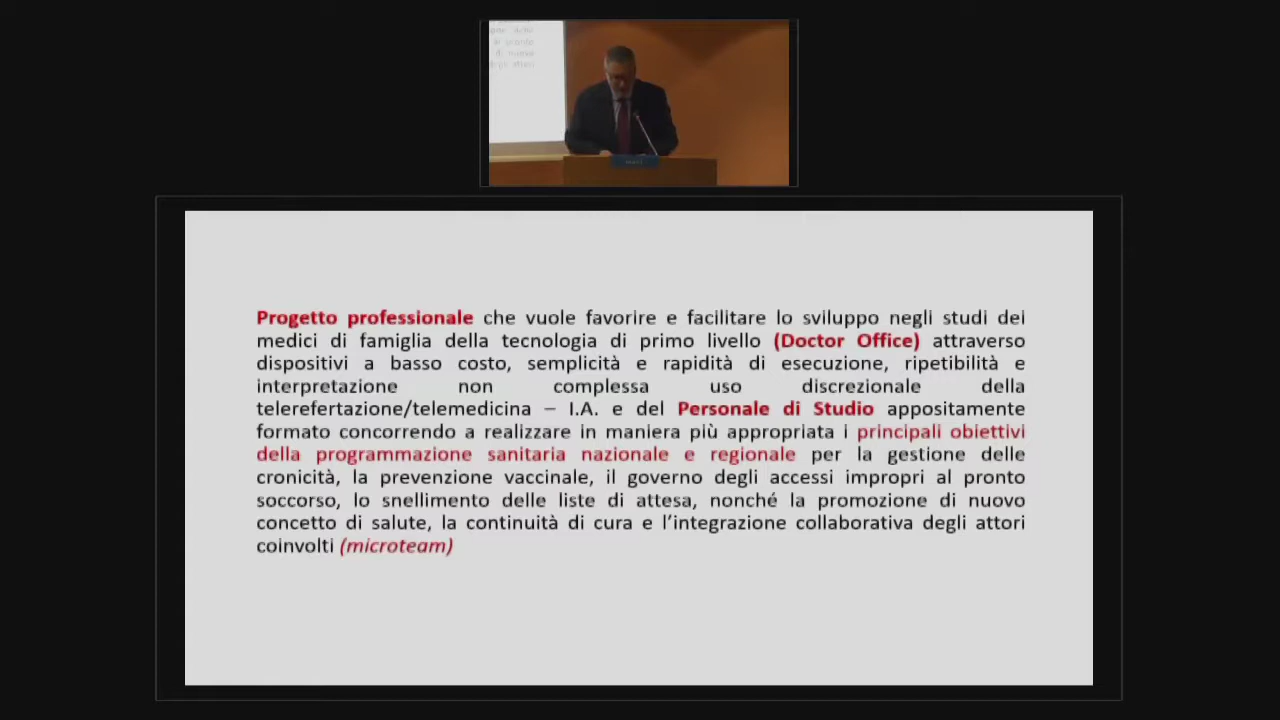 Progetto professionale che vuole favorire e facilitare lo sviluppo negli studi dei
medici di famiglia della tecnologia di primo livello (Doctor Office) attraverso
dispositivi a basso costo, semplicità e rapidità di esecuzione, ripetibilità e
interpretazione non complessa uso discrezionale della
telerefertazione/telemedicina – I.A. e del Personale di Studio appositamente
formato concorrendo a realizzare in maniera più appropriata i principali obiettivi
della programmazione sanitaria nazionale e regionale per la gestione delle
cronicità, la prevenzione vaccinale, il governo degli accessi impropri al pronto
soccorso, lo snellimento delle liste di attesa, nonché la promozione di nuovo
concetto di salute, la continuità di cura e l’integrazione collaborativa degli attori
coinvolti (microteam)